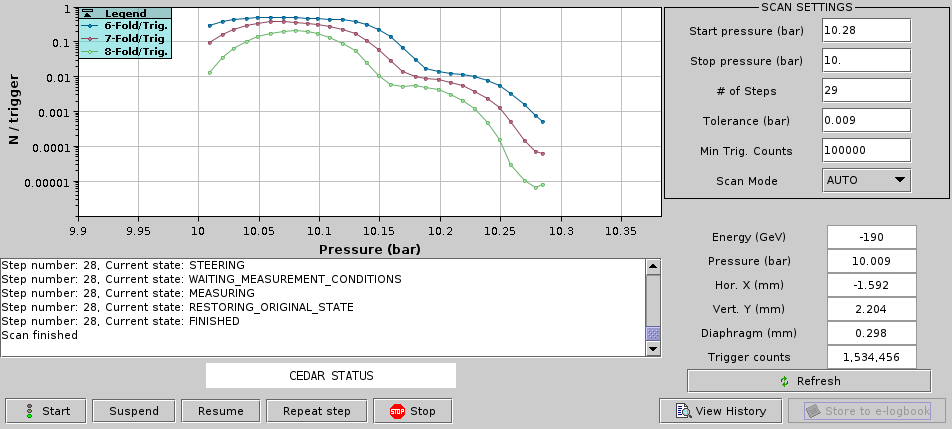 Legend
6-Fold/Trig.
7-Fold/Trig.
8-Fold/Trig.
N / trigger
1
0.1
0.01
0.001
0.0001
0.00001
9.9 9.95 10 10.05 10.1 10.15 10.2 10.25 10.3 10.35
Pressure (bar)
SCAN SETTINGS
Start pressure (bar) 10.28
Stop pressure (bar) 10.
# of Steps 29
Tolerance (bar) 0.009
Min Trig. Counts 100000
Scan Mode AUTO
Step number: 28, Current state: STEERING
Step number: 28, Current state: WAITING_MEASUREMENT_CONDITIONS
Step number: 28, Current state: MEASURING
Step number: 28, Current state: RESTORING_ORIGINAL_STATE
Step number: 28, Current state: FINISHED
Scan finished
Energy (GeV) -190
Pressure (bar) 10.009
Hor. X (mm) -1.592
Vert. Y (mm) 2.204
Diaphragm (mm) 0.298
Trigger counts 1,534,456
CEDAR STATUS
Refresh
Start Suspend Resume Repeat step STOP Stop View History Store to e-logbook